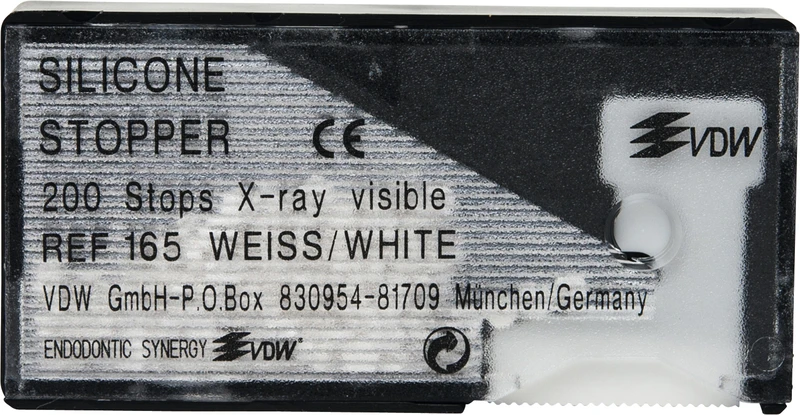 SILICONE
STOPPER CE
VDW
200 Stops X-ray visible
REF 165 WEISS/WHITE
VDW GmbH-P.O.Box 830954-81709 München/Germany
ENDODONTIC SYNERGY VDW®